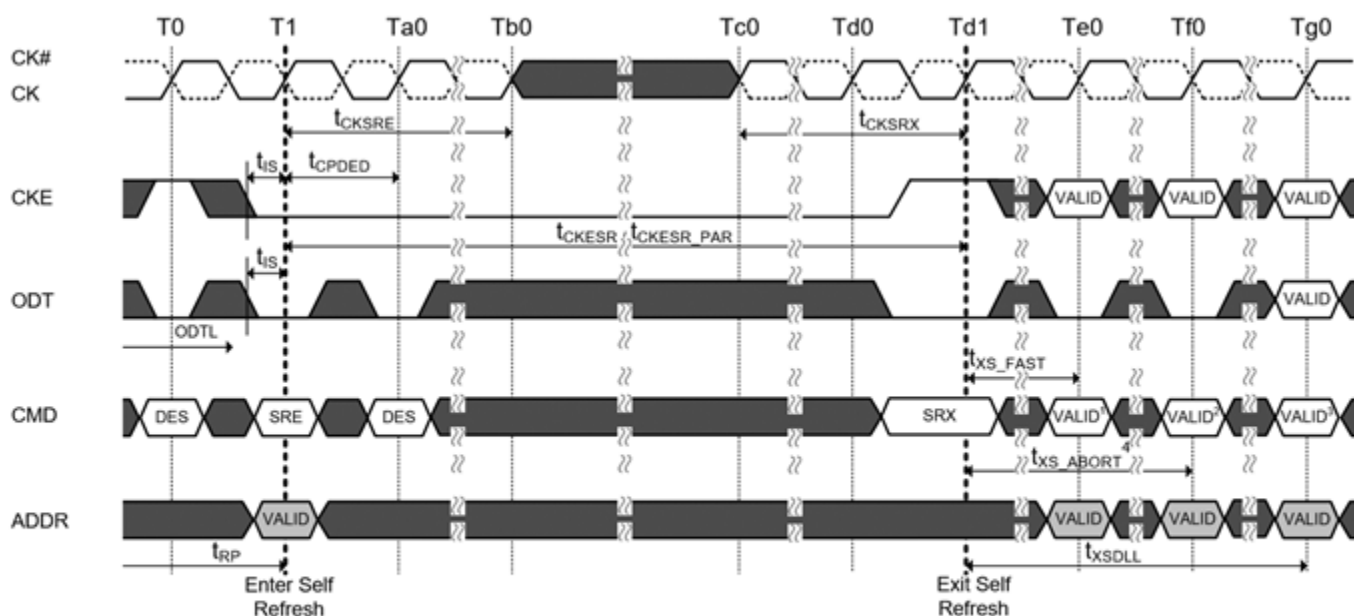 T0 T1 Ta0 Tb0 Tc0 Td0 Td1 Te0 Tf0 Tg0
CK#
CK
tCKSRE tCKSRX
tIS tCPDED
CKE VALID VALID VALID
tCKESR / tCKESR_PAR
tIS
ODT VALID
ODTL
tXS_FAST
CMD DES SRE DES SRX VALID1 VALID2 VALID3
tXS_ABORT4
ADDR VALID VALID VALID VALID
tRP tXSDLL
Enter Self Exit Self
Refresh Refresh